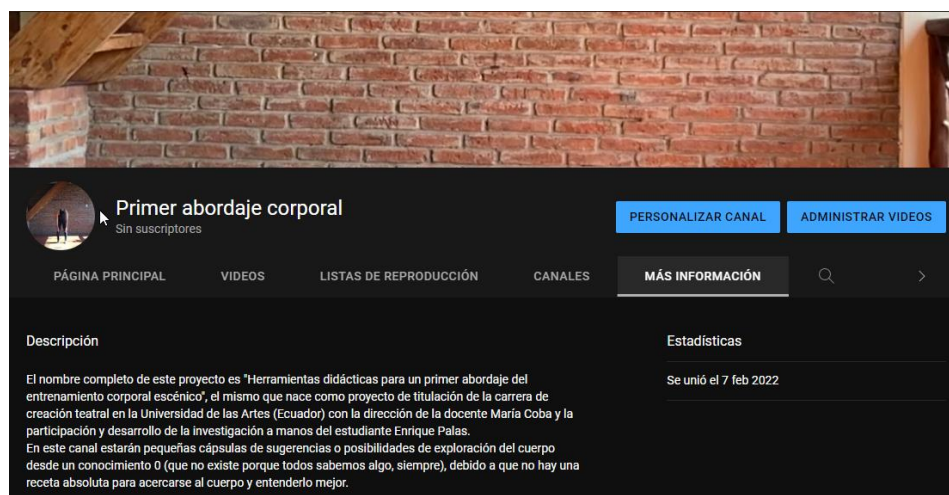 Primer abordaje corporal
Sin suscriptores
PERSONALIZAR CANAL
ADMINISTRAR VIDEOS
PÁGINA PRINCIPAL
VIDEOS
LISTAS DE REPRODUCCIÓN
CANALES
MÁS INFORMACIÓN
Descripción
El nombre completo de este proyecto es "Herramientas didácticas para un primer abordaje del
entrenamiento corporal escénico", el mismo que nace como proyecto de titulación de la carrera de
creación teatral en la Universidad de las Artes (Ecuador) con la dirección de la docente María Coba y la
participación y desarrollo de la investigación a manos del estudiante Enrique Palas.
En este canal estarán pequeñas cápsulas de sugerencias o posibilidades de exploración del cuerpo
desde un conocimiento 0 (que no existe porque todos sabemos algo, siempre), debido a que no hay una
receta absoluta para acercarse al cuerpo y entenderlo mejor.
Estadísticas
Se unió el 7 feb 2022